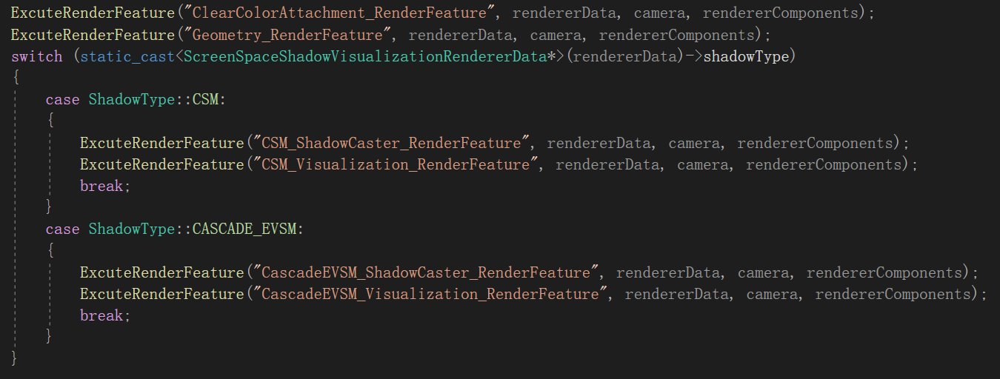 ExcuteRenderFeature("ClearColorAttachment_RenderFeature", rendererData, camera, rendererComponents);
ExcuteRenderFeature("Geometry_RenderFeature", rendererData, camera, rendererComponents);
switch (static_cast<ScreenSpaceShadowVisualizationRendererData*>(rendererData)->shadowType)
{
    case ShadowType::CSM:
    {
        ExcuteRenderFeature("CSM_ShadowCaster_RenderFeature", rendererData, camera, rendererComponents);
        ExcuteRenderFeature("CSM_Visualization_RenderFeature", rendererData, camera, rendererComponents);
        break;
    }
    case ShadowType::CASCADE_EVSM:
    {
        ExcuteRenderFeature("CascadeEVSM_ShadowCaster_RenderFeature", rendererData, camera, rendererComponents);
        ExcuteRenderFeature("CascadeEVSM_Visualization_RenderFeature", rendererData, camera, rendererComponents);
        break;
    }
}